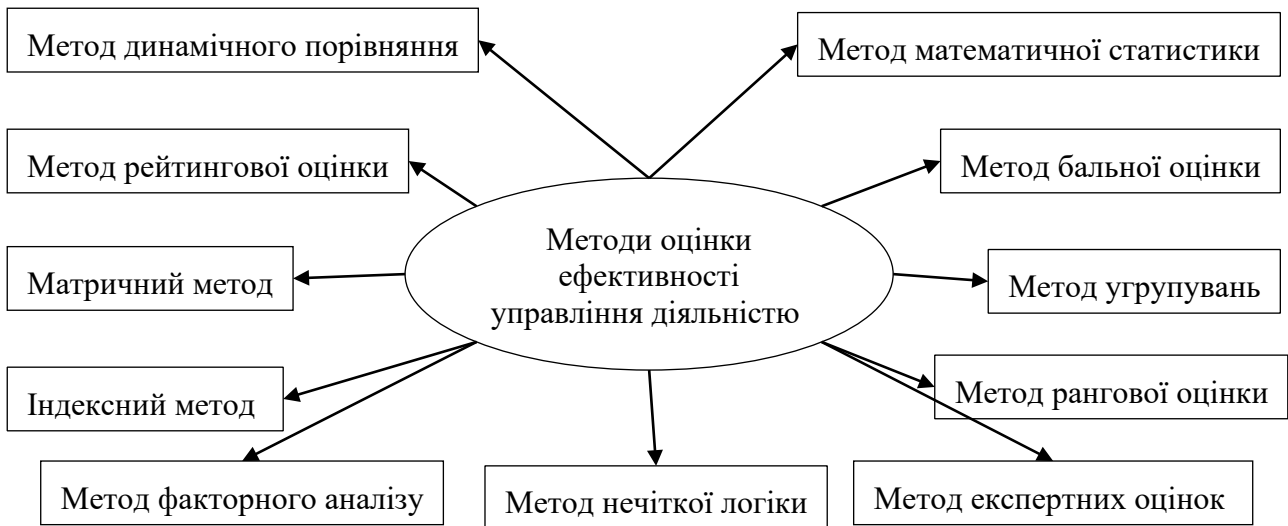 Метод динамічного порівняння
Метод математичної статистики
Метод рейтингової оцінки
Метод бальної оцінки
Методи оцінки
ефективності
управління діяльністю
Матричний метод
Метод угрупувань
Індексний метод
Метод рангової оцінки
Метод факторного аналізу
Метод нечіткої логіки
Метод експертних оцінок